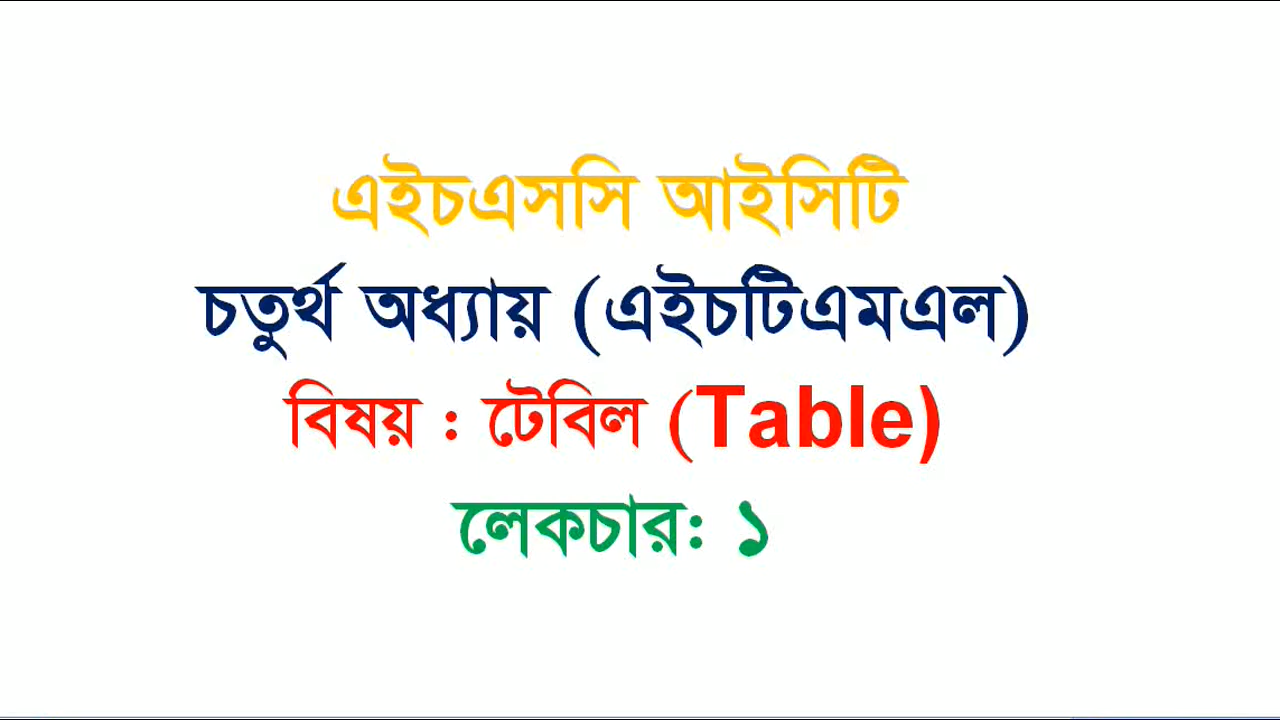 এইচএসসি আইসিটি
চতুর্থ অধ্যায় (এইচটিএমএল)
বিষয় : টেবিল (Table)
লেকচার: ১